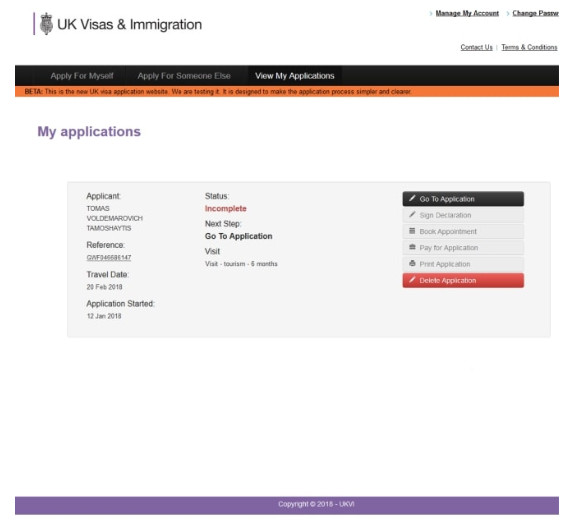 Manage My Account
Change Passw
UK Visas & Immigration
Contact Us | Terms & Conditions
Apply For Myself Apply For Someone Else View My Applications
BETA: This is the new UK visa application website. We are testing it. It is designed to make the application process simpler and clearer.
My applications
Applicant:
TOMAS
VOLDEMAROVICH
TAMOSHAYTIS
Reference:
GWF046686147
Travel Date:
20 Feb 2018
Application Started:
12 Jan 2018
Status:
Incomplete
Next Step:
Go To Application
Visit
Visit - tourism - 6 months
Go To Application
Sign Declaration
Book Appointment
Pay for Application
Print Application
Delete Application
Copyright © 2018 - UKVI